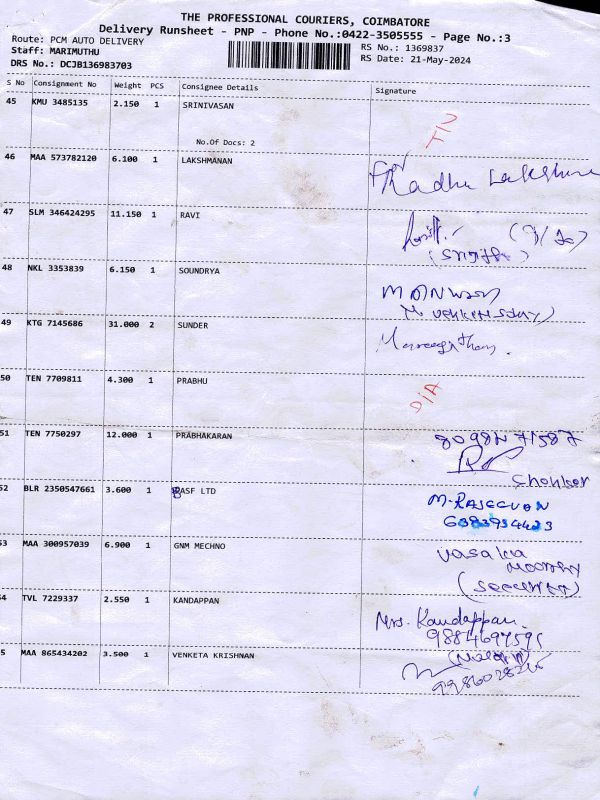 THE PROFESSIONAL COURIERS, COIMBATORE
Delivery Runsheet - PNP - Phone No.:0422-3505555 - Page No.:3
Route: PCM AUTO DELIVERY
RS No.: 1369837
Staff: MARIMUTHU
RS Date: 21-May-2024
DRS No.: DCJB136983703
S No Consignment No Weight PCS Consignee Details Signature
45 KMU 3485135 2.150 1 SRINIVASAN
No.Of Docs: 2
46 MAA 573782120 6.100 1 LAKSHMANAN
Radha Lakshmi
47 SLM 346424295 11.150 1 RAVI
48 NKL 3353839 6.150 1 SOUNDRYA
49 KTG 7145686 31.000 2 SUNDER
50 TEN 7709811 4.300 1 PRABHU
D/A
51 TEN 7750297 12.000 1 PRABHAKARAN
52 BLR 2350547661 3.600 1 BASF LTD
M-RAJEEVAN
53 MAA 300957039 6.900 1 GNM MECHNO
54 TVL 7229337 2.550 1 KANDAPPAN
Mrs. Kandappan.
5 MAA 865434202 3.500 1 VENKETA KRISHNAN